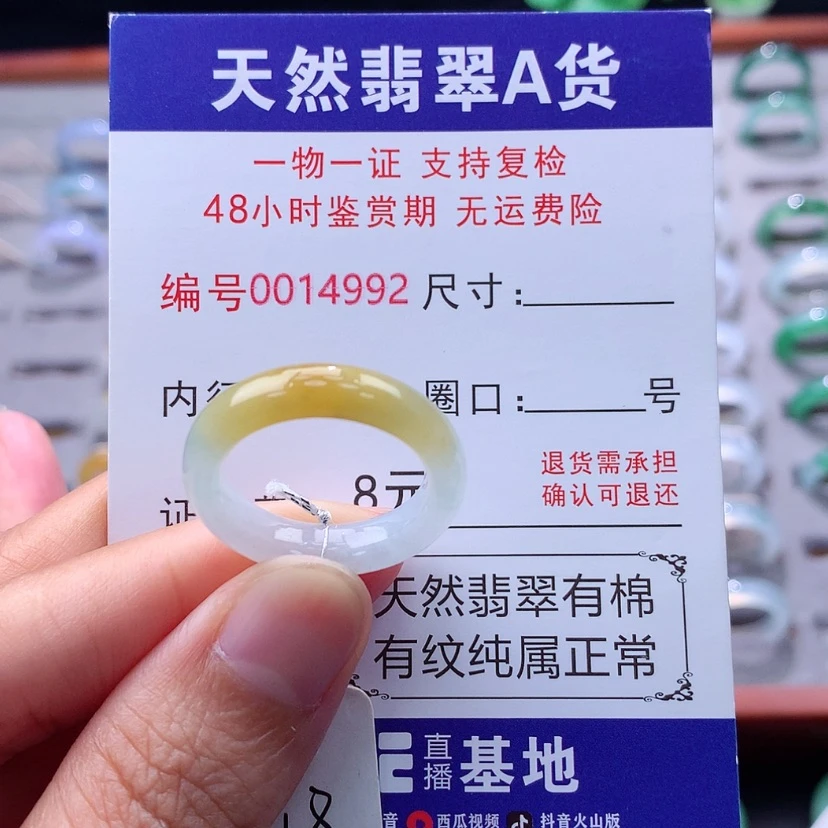 天然翡翠A货
一物一证 支持复检
48小时鉴赏期 无运费险
编号0014992 尺寸:
内 圈口: 号
证 8元 退货需承担
确认可退还
天然翡翠有棉
有纹纯属正常
直播基地
音 西瓜视频 抖音火山版